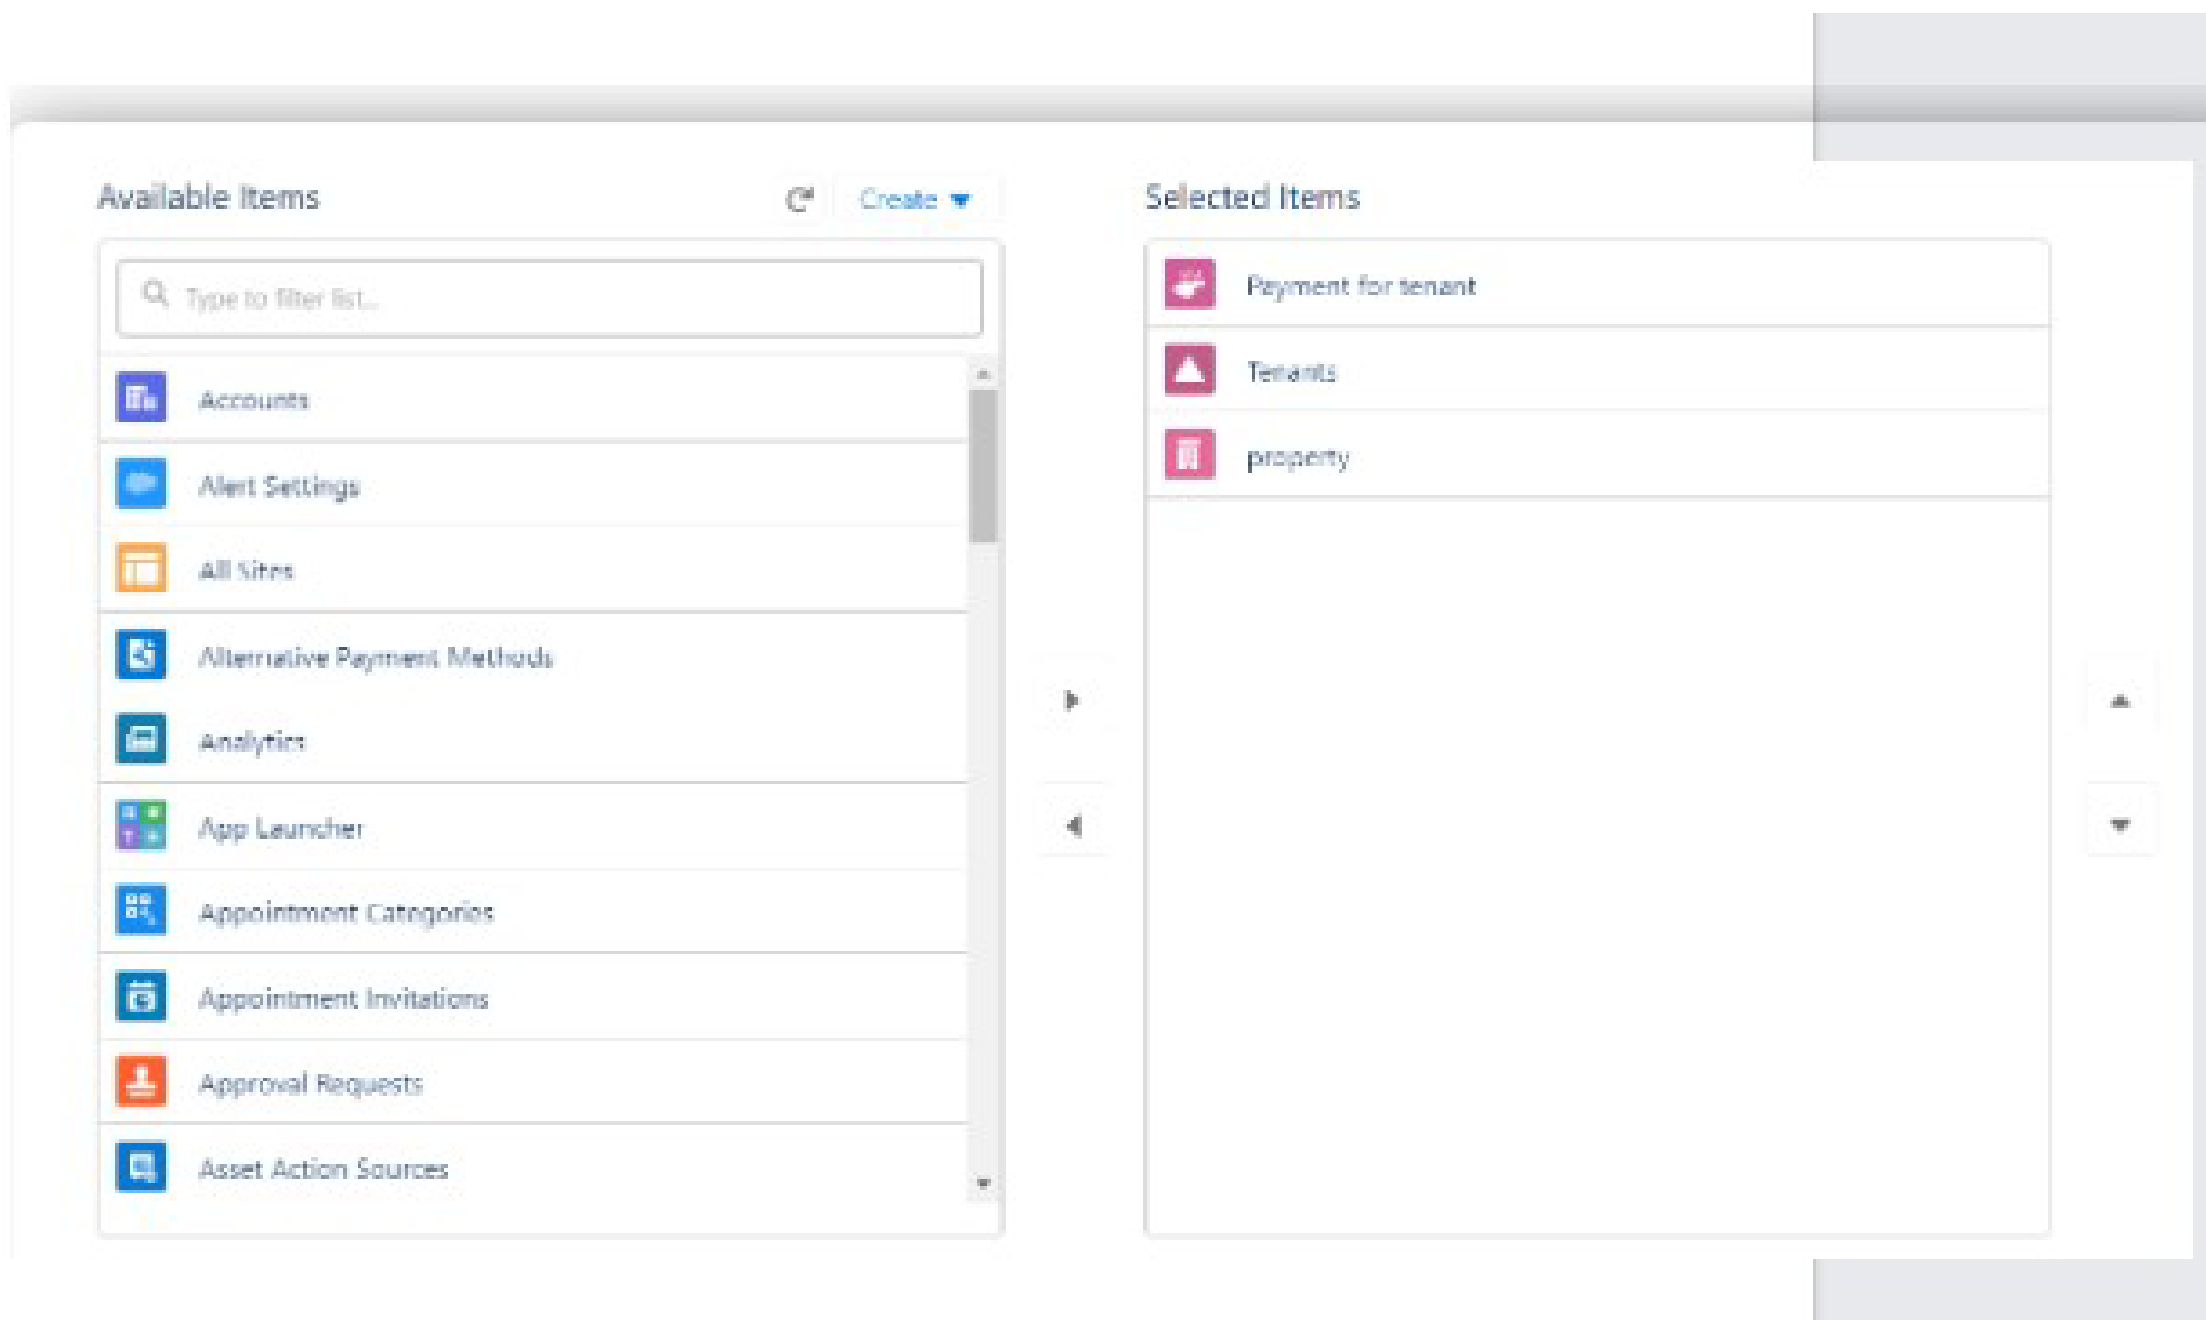 Available Items
Create
Selected Items
Type to filter list...
Accounts
Alert Settings
All Sites
Alternative Payment Methods
Analytics
App Launcher
Appointment Categories
Appointment Invitations
Approval Requests
Asset Action Sources
Payment for tenant
Tenants
property